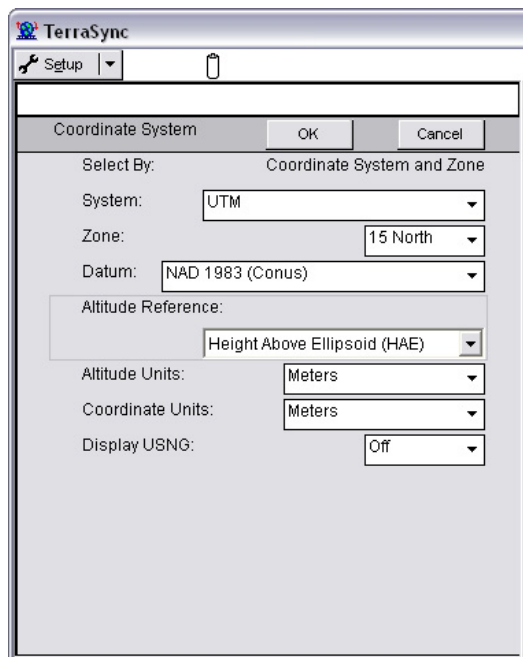 TerraSync
Setup
Coordinate System OK Cancel
Select By: Coordinate System and Zone
System: UTM
Zone: 15 North
Datum: NAD 1983 (Conus)
Altitude Reference:
Height Above Ellipsoid (HAE)
Altitude Units: Meters
Coordinate Units: Meters
Display USNG: Off